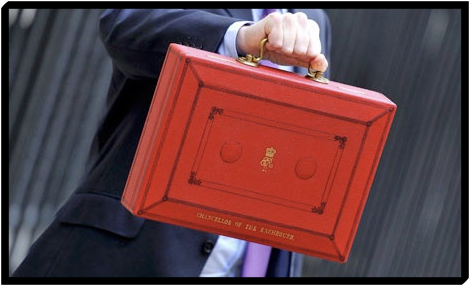 CHANCELLOR OF THE EXCHEQUER